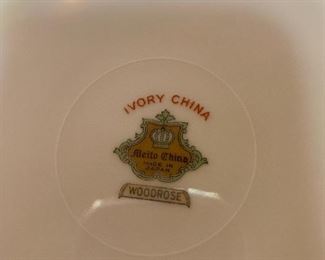 IVORY CHINA
Meito China
MADE IN
JAPAN
WOODROSE